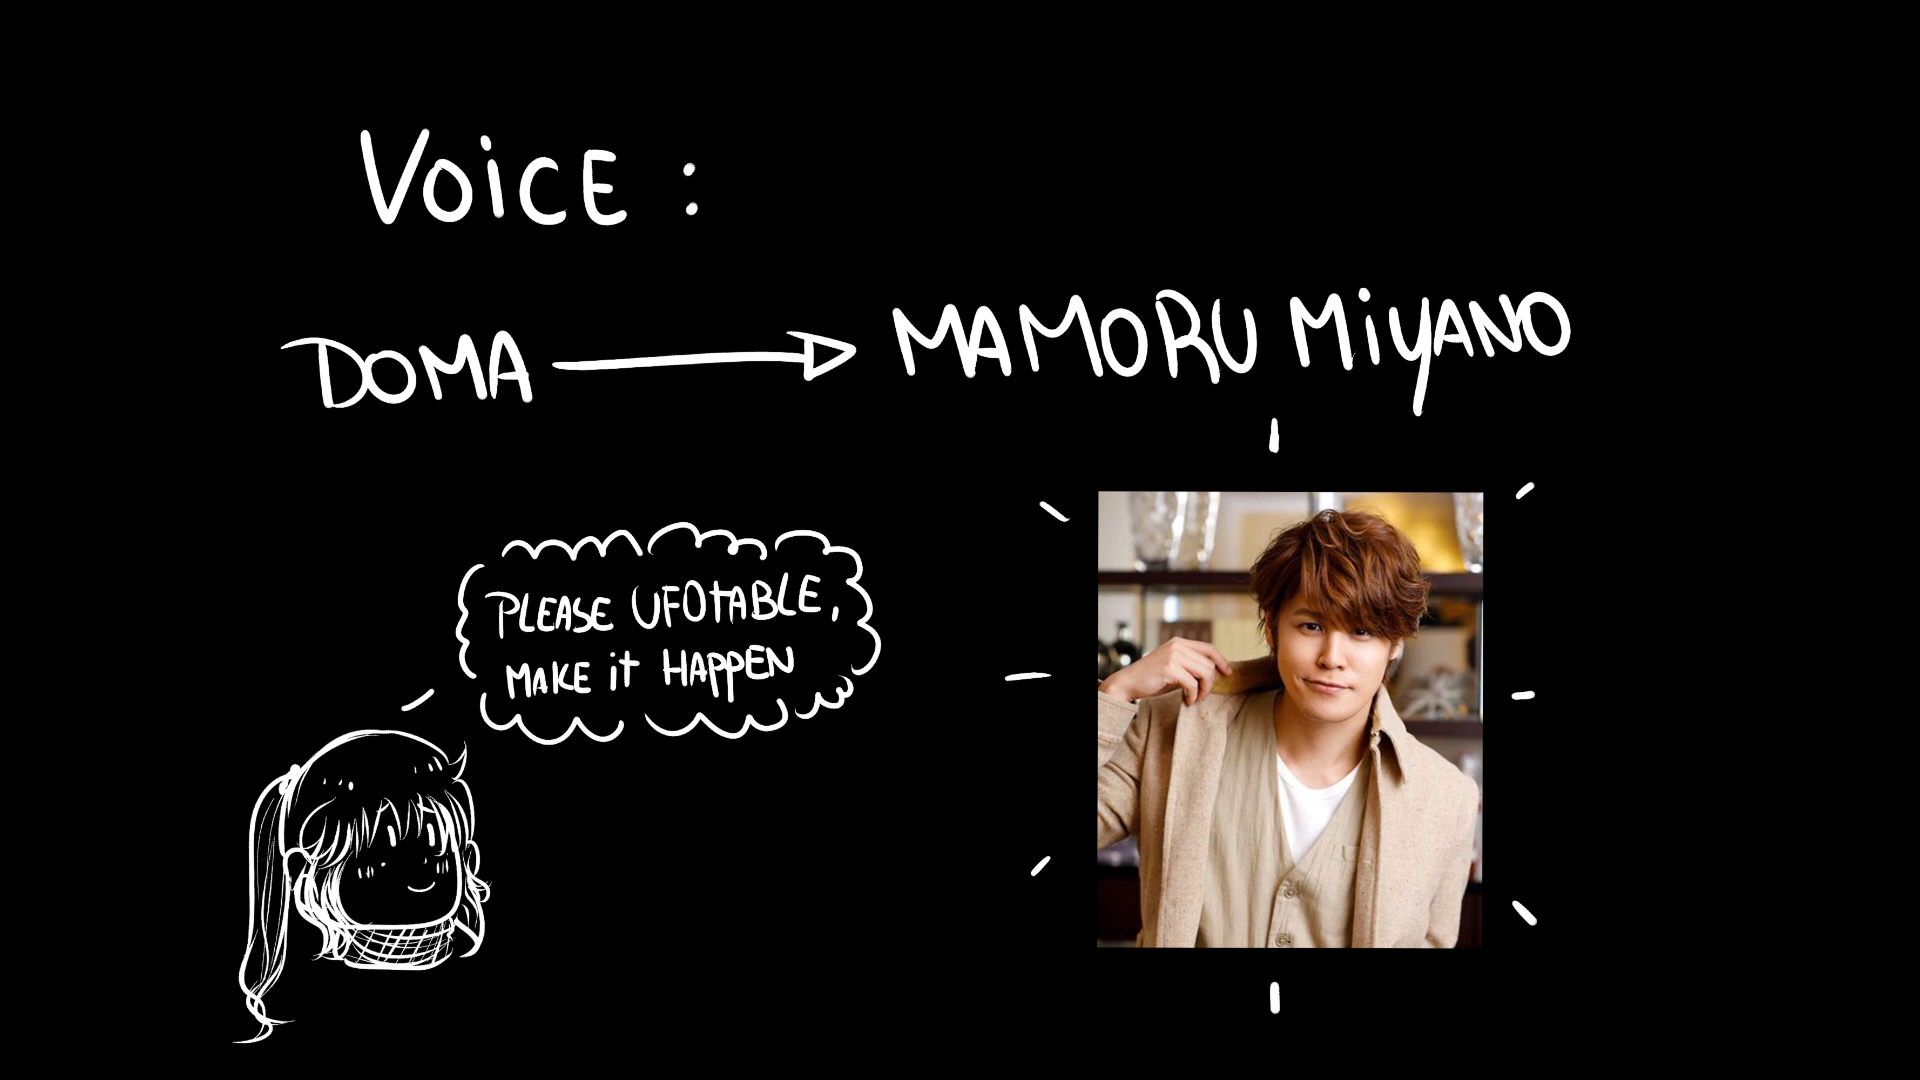 VOiCE :
DOMA → MAMORU MiYANO
PLEASE UFOtABLE,
MAKE it HAPPEN